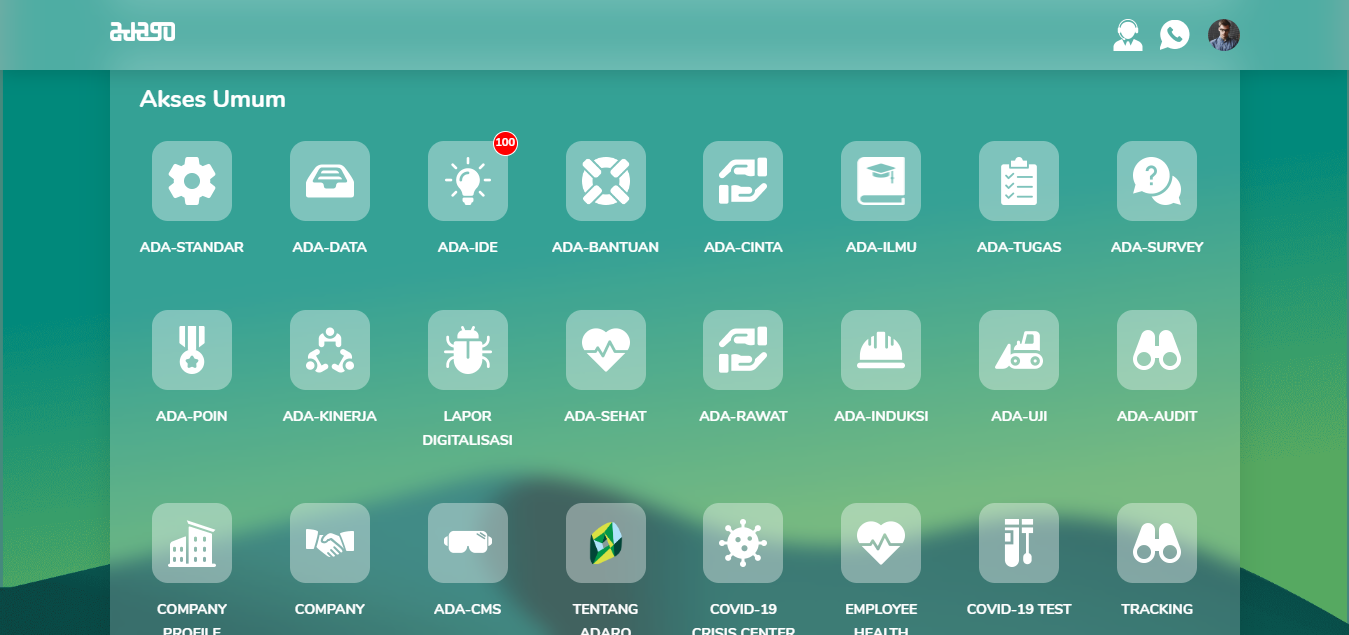 adago
Akses Umum
100
ADA-STANDAR
ADA-DATA
ADA-IDE
ADA-BANTUAN
ADA-CINTA
ADA-ILMU
ADA-TUGAS
ADA-SURVEY
ADA-POIN
ADA-KINERJA
LAPOR
DIGITALISASI
ADA-SEHAT
ADA-RAWAT
ADA-INDUKSI
ADA-UJI
ADA-AUDIT
COMPANY
PROFILE
COMPANY
ADA-CMS
TENTANG
ADARO
COVID-19
CRISIS CENTER
EMPLOYEE
HEALTH
COVID-19 TEST
TRACKING